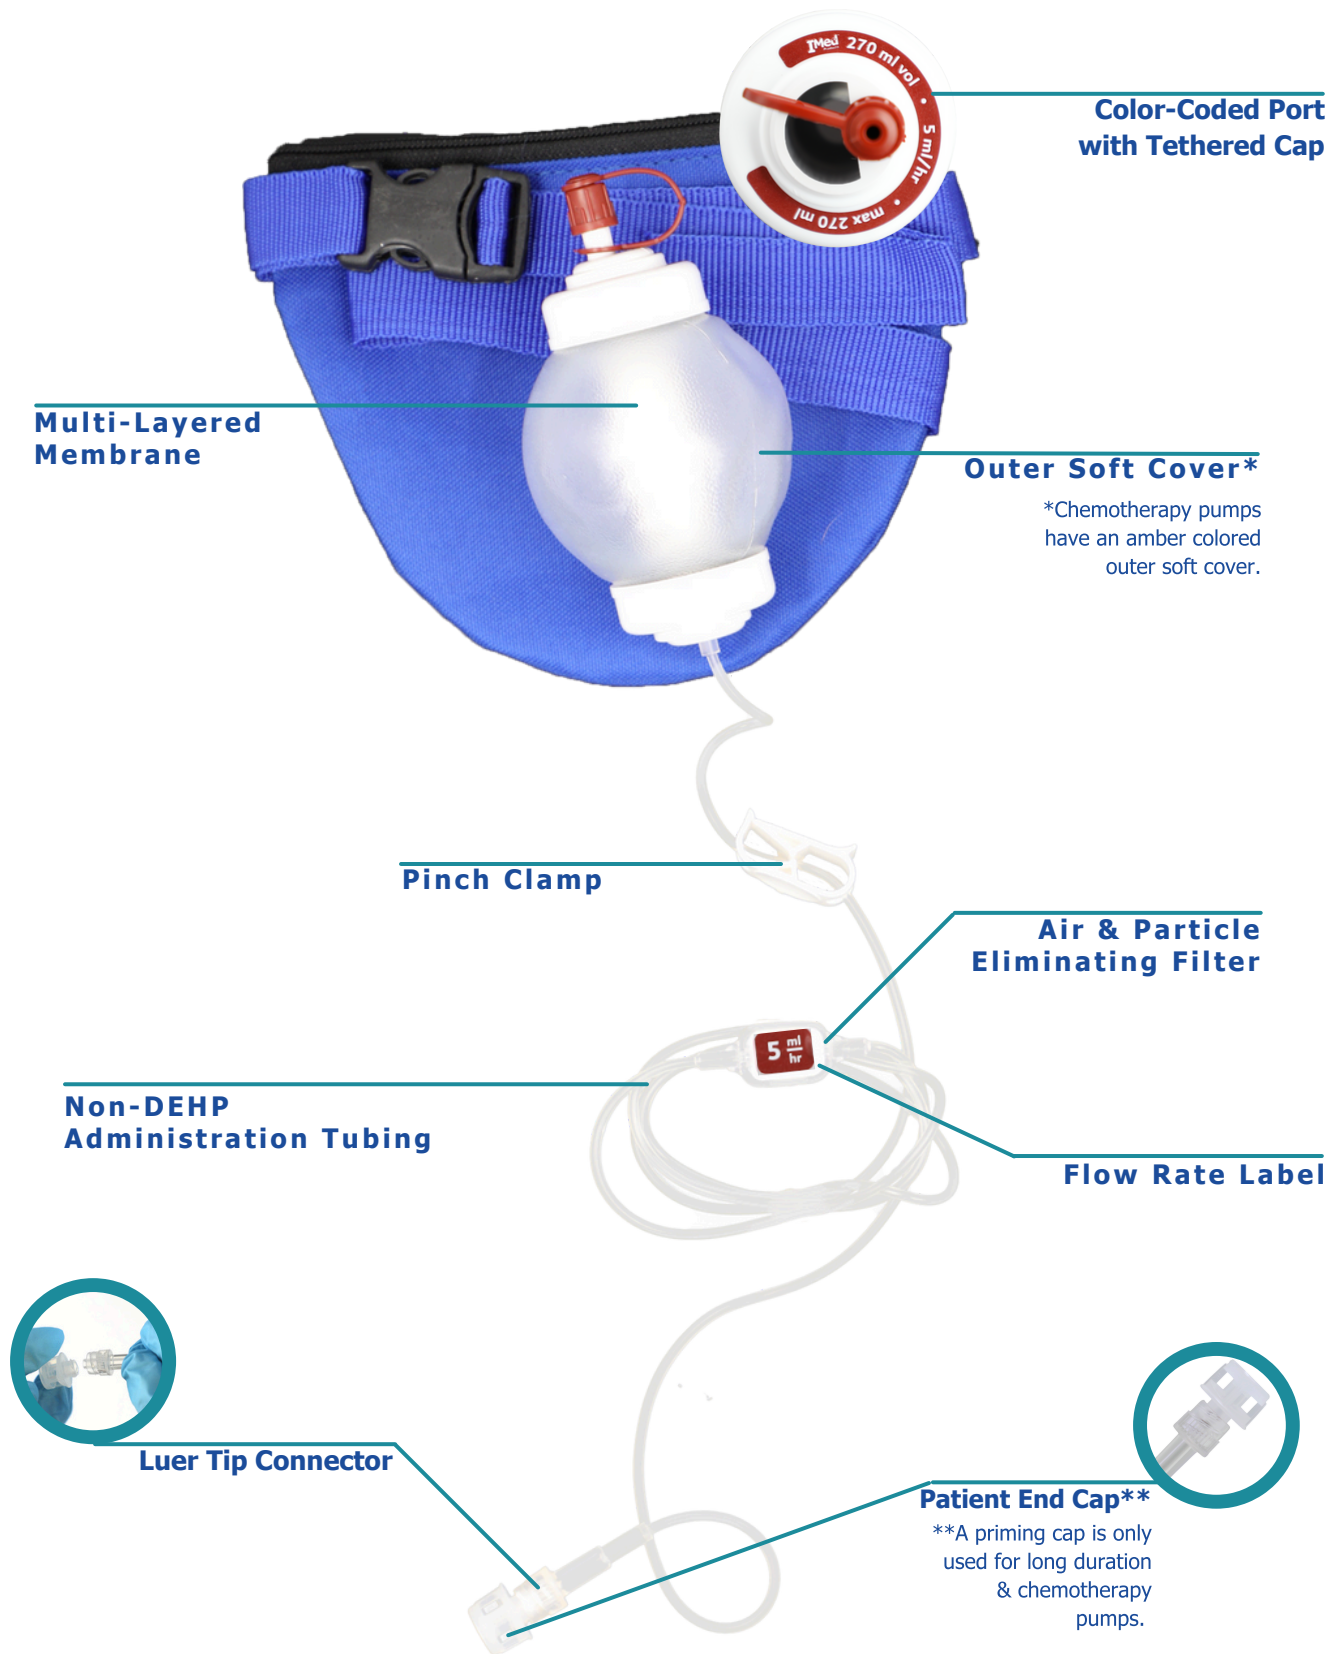 IMed 270 ml vol • 5 ml/hr • max 270 ml
Color-Coded Port
with Tethered Cap
Multi-Layered
Membrane
Outer Soft Cover*
*Chemotherapy pumps
have an amber colored
outer soft cover.
Pinch Clamp
Air & Particle
Eliminating Filter
5 ml
hr
Non-DEHP
Administration Tubing
Flow Rate Label
Luer Tip Connector
Patient End Cap**
**A priming cap is only
used for long duration
& chemotherapy
pumps.